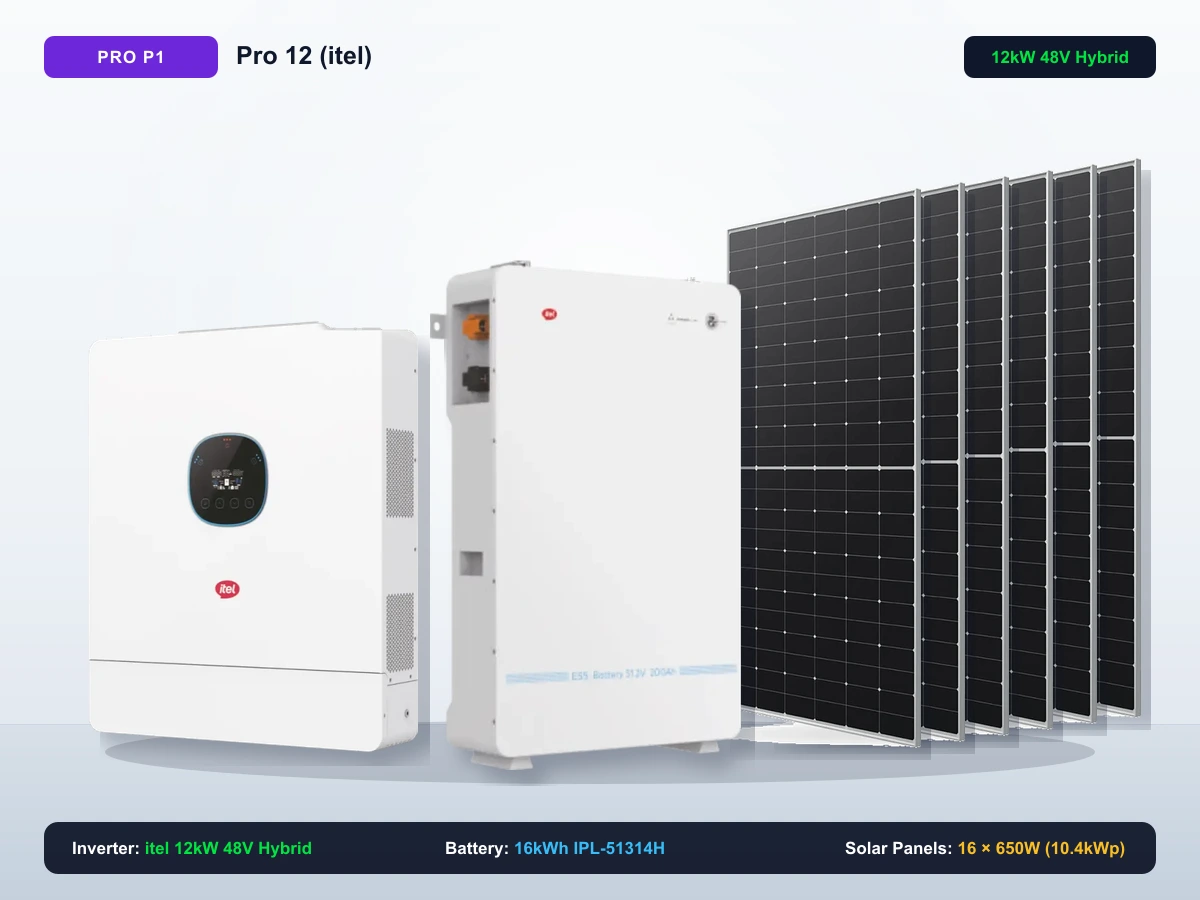 PRO P1
Pro 12 (itel)
12kW 48V Hybrid
itel
itel
ESS Battery 51.2V 200Ah
Inverter: itel 12kW 48V Hybrid
Battery: 16kWh IPL-51314H
Solar Panels: 16 × 650W (10.4kWp)